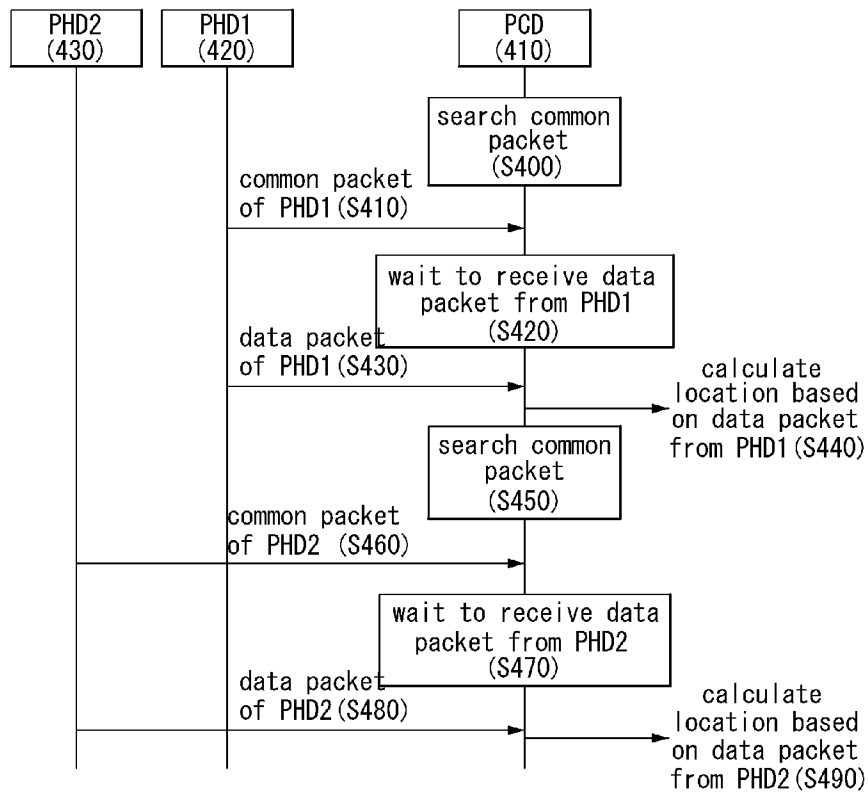 PHD2
(430)
PHD1
(420)
PCD
(410)
search common
packet
(S400)
common packet
of PHD1(S410)
wait to receive data
packet from PHD1
(S420)
data packet
of PHD1(S430)
calculate
location based
on data packet
from PHD1(S440)
search common
packet
(S450)
common packet
of PHD2 (S460)
wait to receive data
packet from PHD2
(S470)
data packet
of PHD2(S480)
calculate
location based
on data packet
from PHD2(S490)